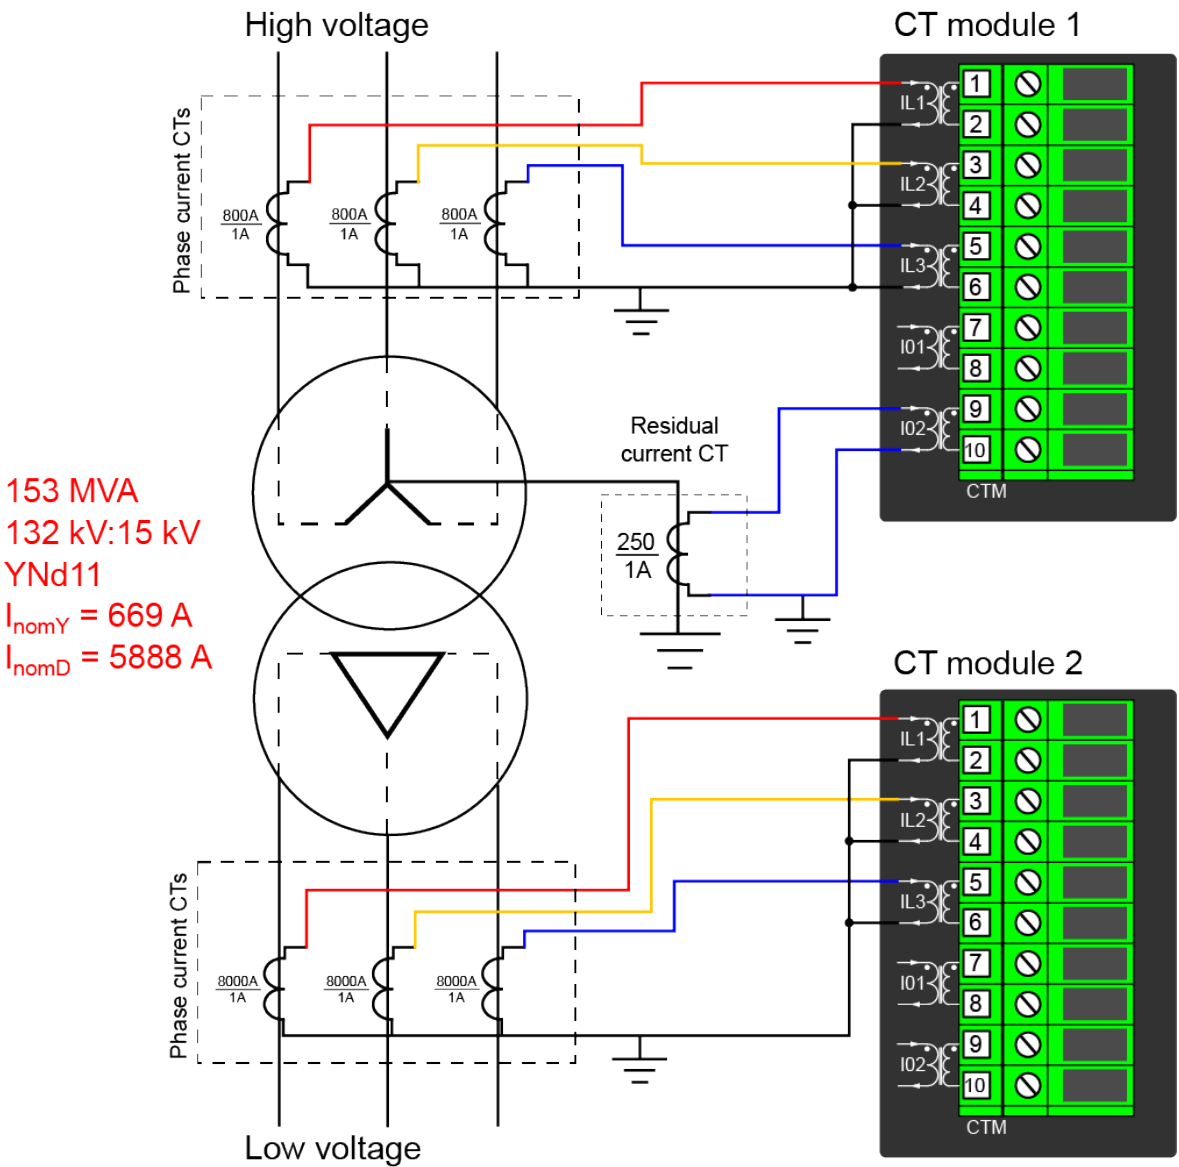 High voltage
CT module 1
Phase current CTs
800A
1A
800A
1A
800A
1A
IL1
1
2
IL2
3
4
IL3
5
6
I01
7
8
I02
9
10
CTM
Residual
current CT
250
1A
153 MVA
132 kV:15 kV
YNd11
InomY = 669 A
InomD = 5888 A
CT module 2
IL1
1
2
IL2
3
4
IL3
5
6
I01
7
8
I02
9
10
CTM
Phase current CTs
8000A
1A
8000A
1A
8000A
1A
Low voltage